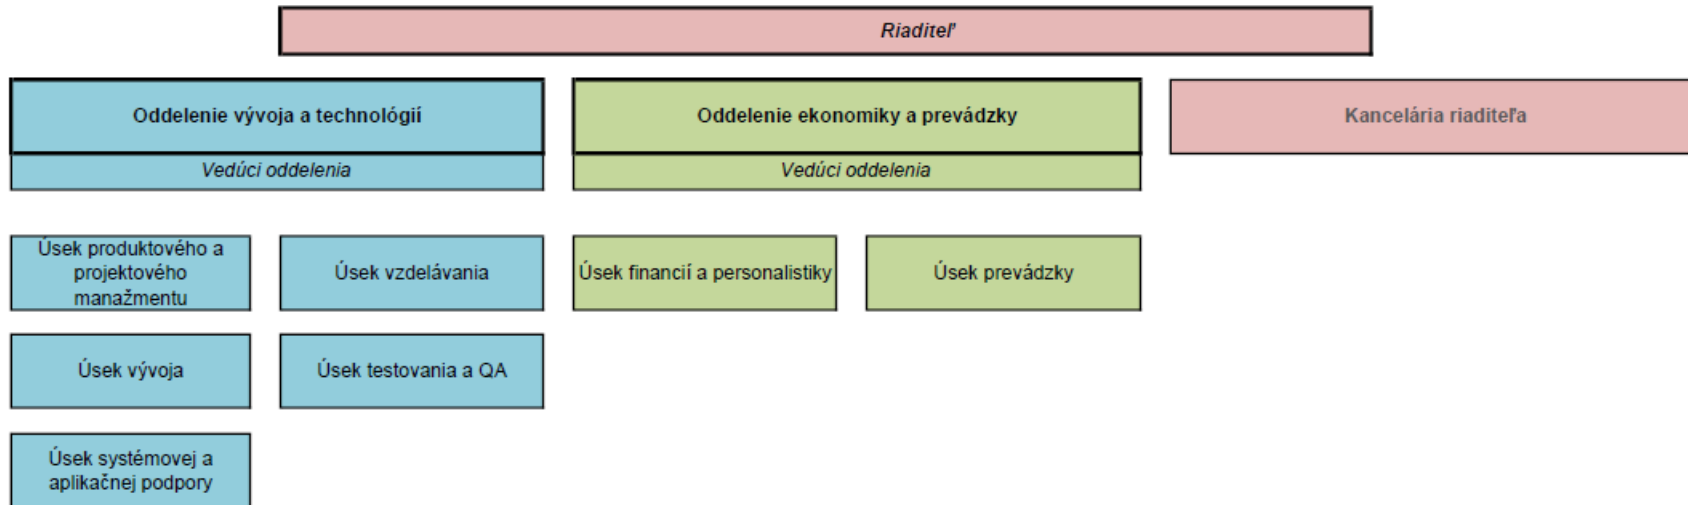 Riaditeľ
Oddelenie vývoja a technológií
Oddelenie ekonomiky a prevádzky
Kancelária riaditeľa
Vedúci oddelenia
Vedúci oddelenia
Úsek produktového a
projektového
manažmentu
Úsek vzdelávania
Úsek financií a personalistiky
Úsek prevádzky
Úsek vývoja
Úsek testovania a QA
Úsek systémovej a
aplikačnej podpory